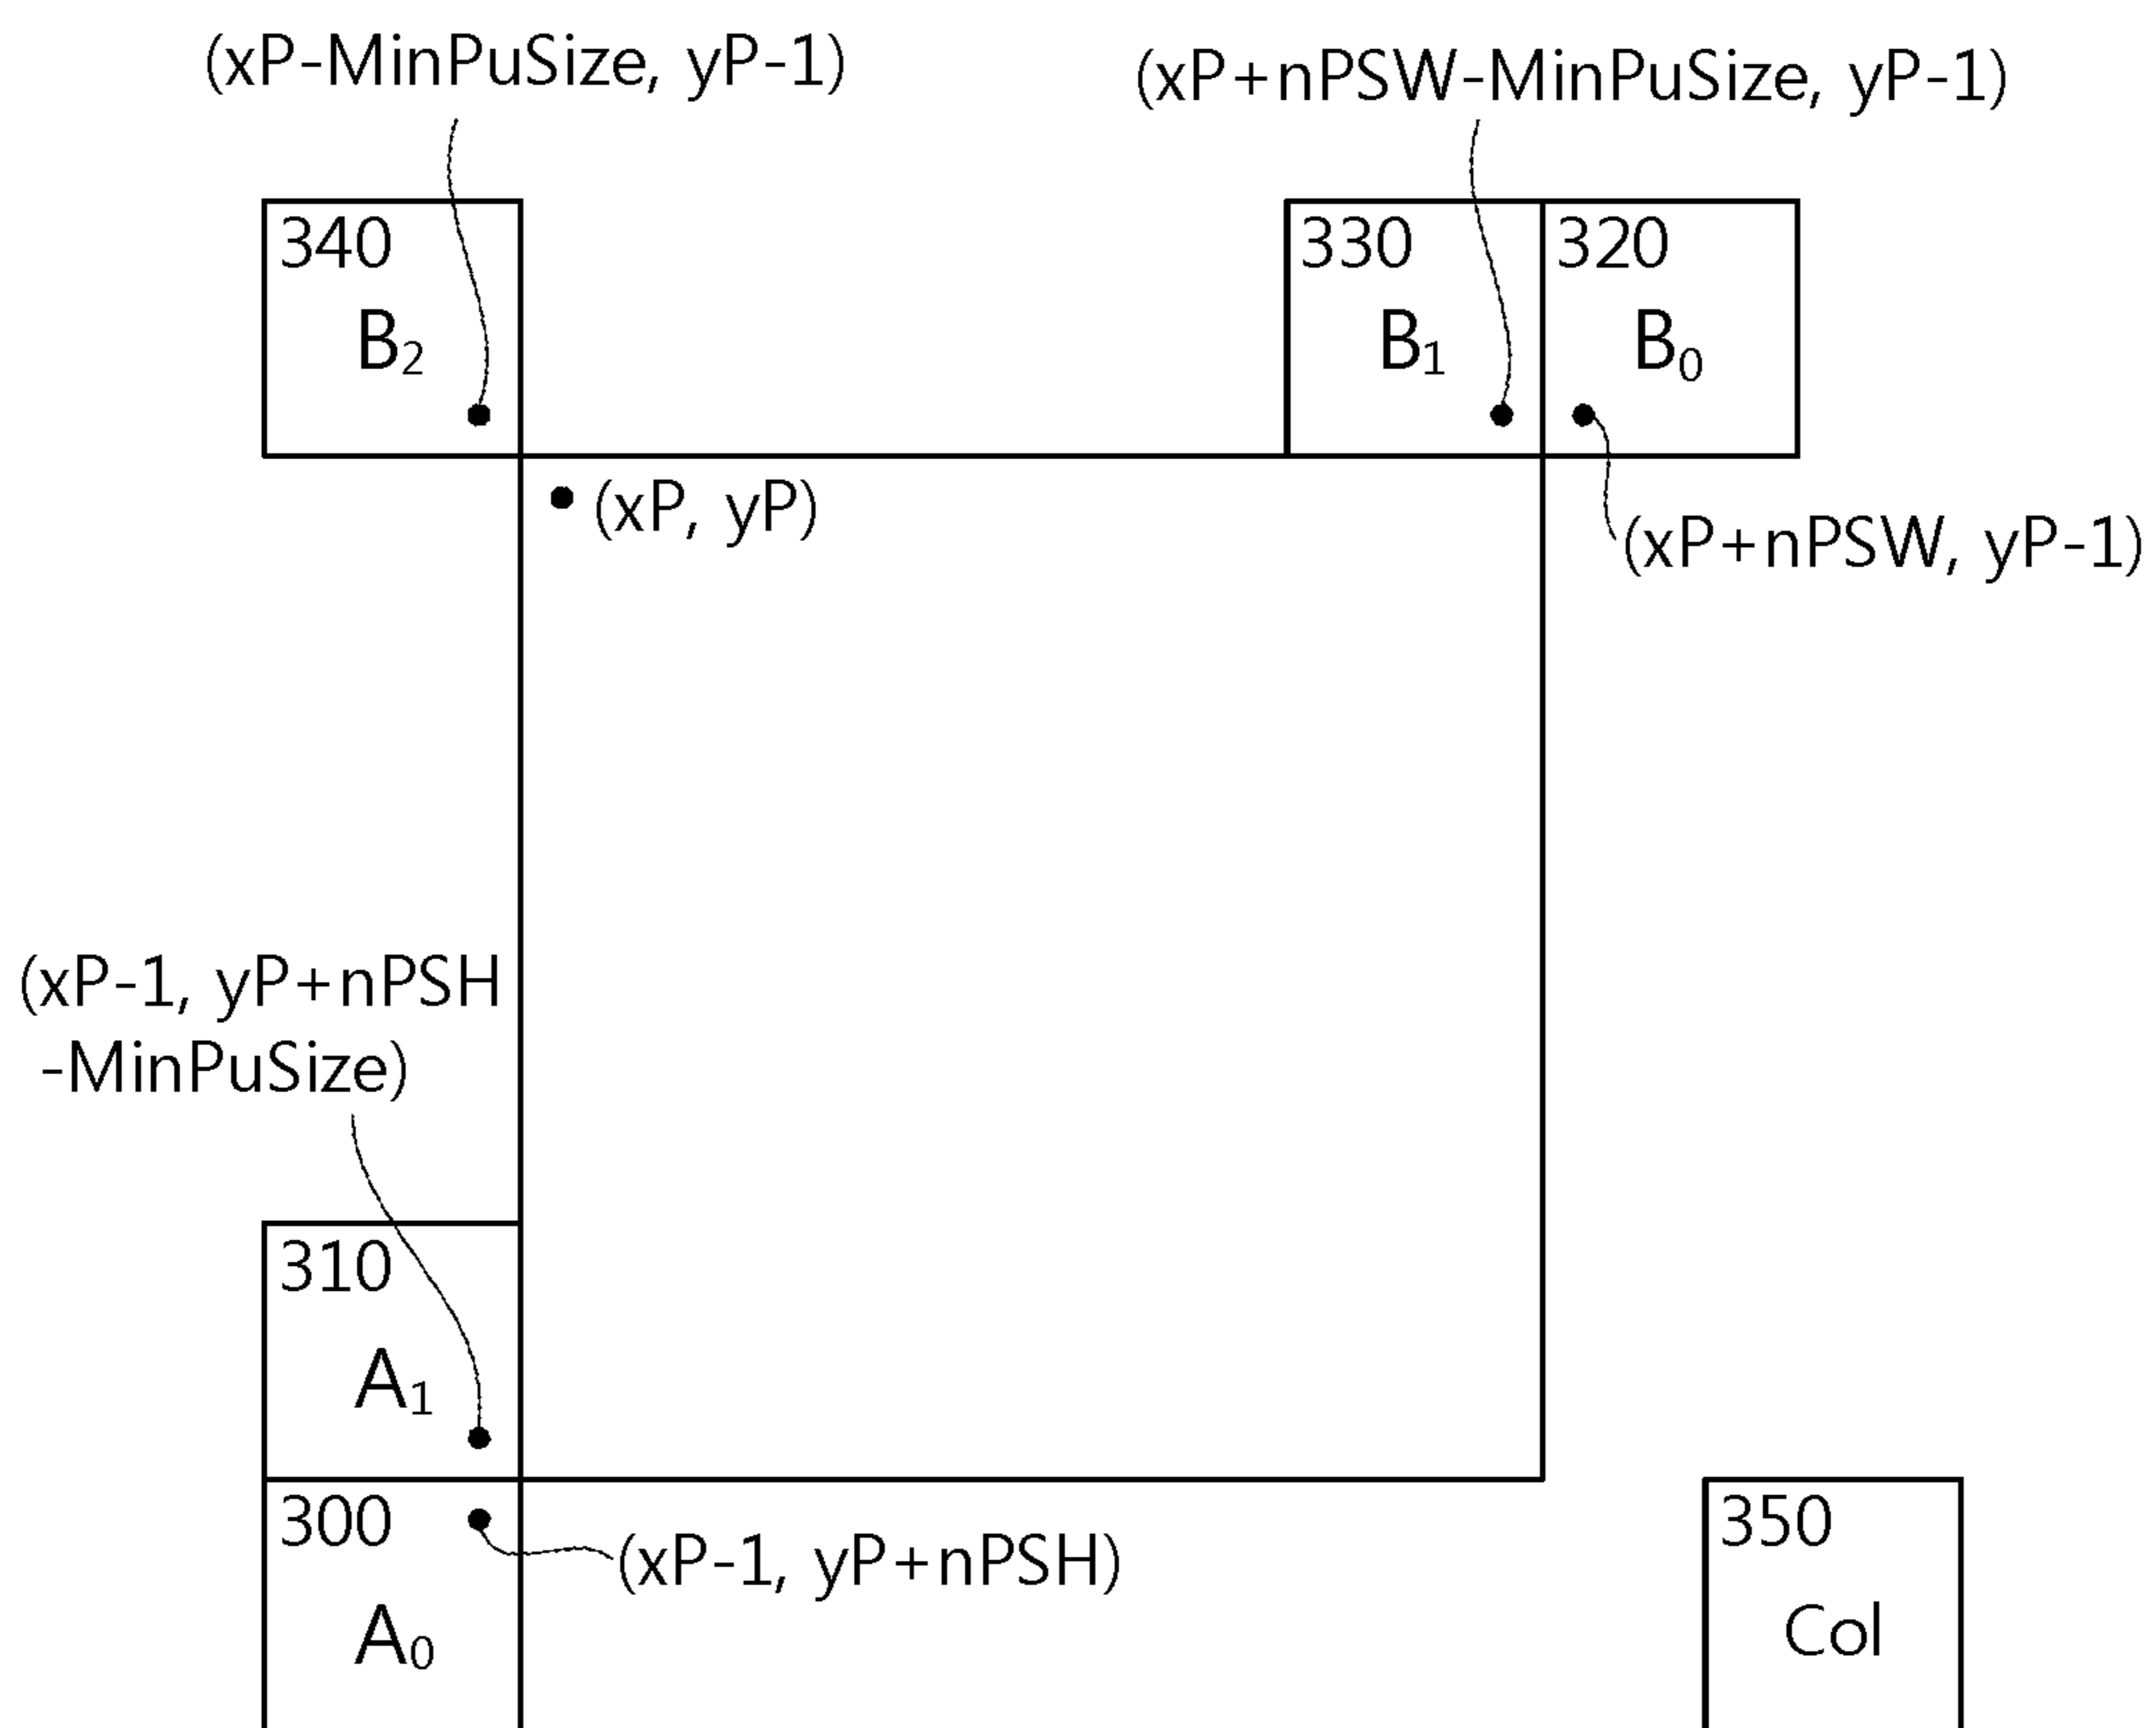 (xP-MinPuSize, yP-1)
(xP+nPSW-MinPuSize, yP-1)
340
B2
330
B1
320
B0
(xP, yP)
(xP+nPSW, yP-1)
(xP-1, yP+nPSH
-MinPuSize)
310
A1
300
A0
(xP-1, yP+nPSH)
350
Col